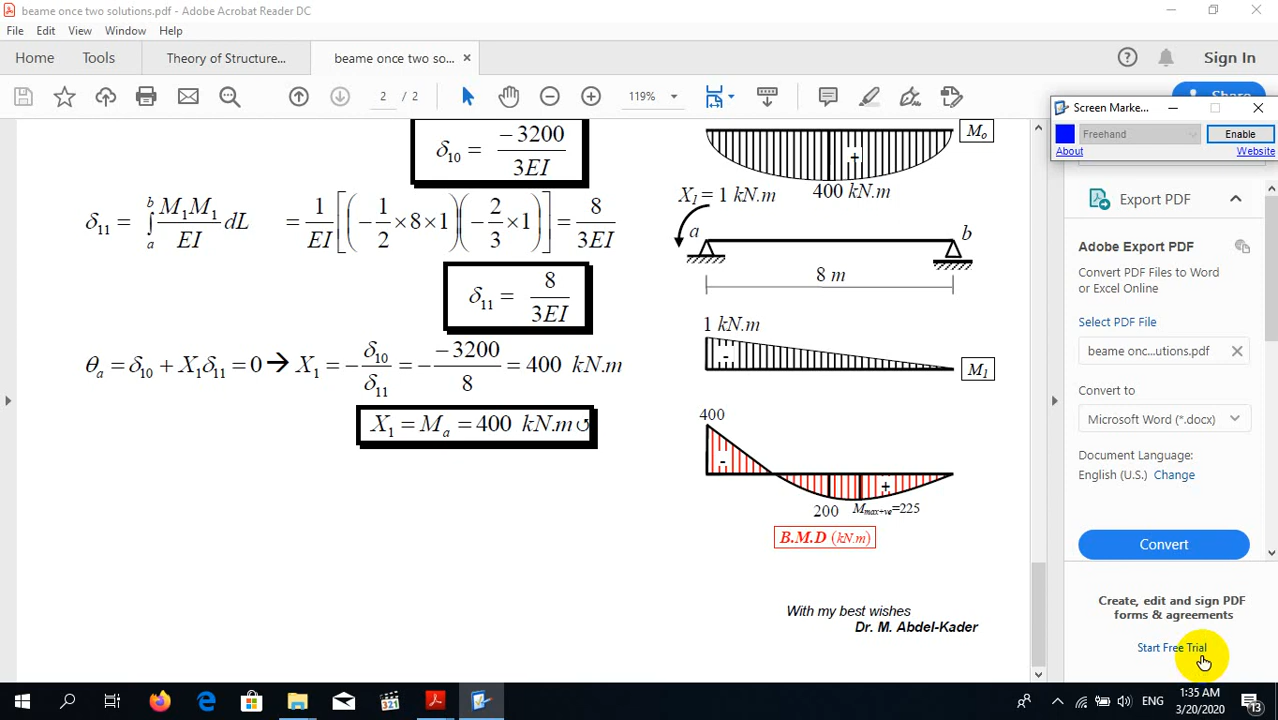 beame once two solutions.pdf - Adobe Acrobat Reader DC
File Edit View Window Help
Home Tools Theory of Structure... beame once two so... × Sign In
2 / 2 119% Share
Screen Marke...
Freehand Enable
About Website
δ10 = -3200 / 3EI
Mo
+
400 kN.m
δ11 = ∫ab M1M1 / EI dL = 1/EI [(-1/2 ×8×1)(-2/3 ×1)] = 8/3EI
X1 = 1 kN.m
a b
8 m
δ11 = 8 / 3EI
θa = δ10 + X1δ11 = 0 → X1 = - δ10/δ11 = - -3200/8 = 400 kN.m
1 kN.m
-
M1
X1 = Ma = 400 kN.m↺
400
-
+
200 Mmax+ve=225
B.M.D (kN.m)
With my best wishes
Dr. M. Abdel-Kader
Export PDF
Adobe Export PDF
Convert PDF Files to Word
or Excel Online
Select PDF File
beame onc...utions.pdf ×
Convert to
Microsoft Word (*.docx)
Document Language:
English (U.S.) Change
Convert
Create, edit and sign PDF
forms & agreements
Start Free Trial
321 ENG 1:35 AM
3/20/2020 13